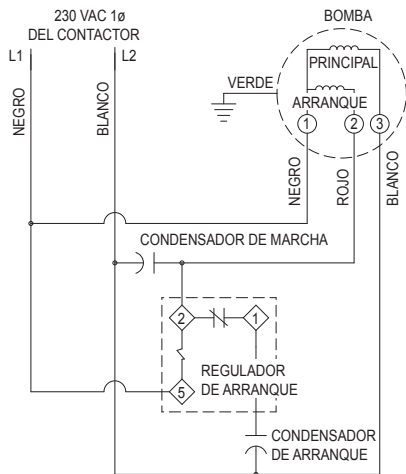 230 VAC 1ø
DEL CONTACTOR
L1
L2
NEGRO
BLANCO
BOMBA
PRINCIPAL
VERDE
ARRANQUE
1
2
3
NEGRO
ROJO
BLANCO
CONDENSADOR DE MARCHA
2
1
5
REGULADOR
DE ARRANQUE
CONDENSADOR
DE ARRANQUE